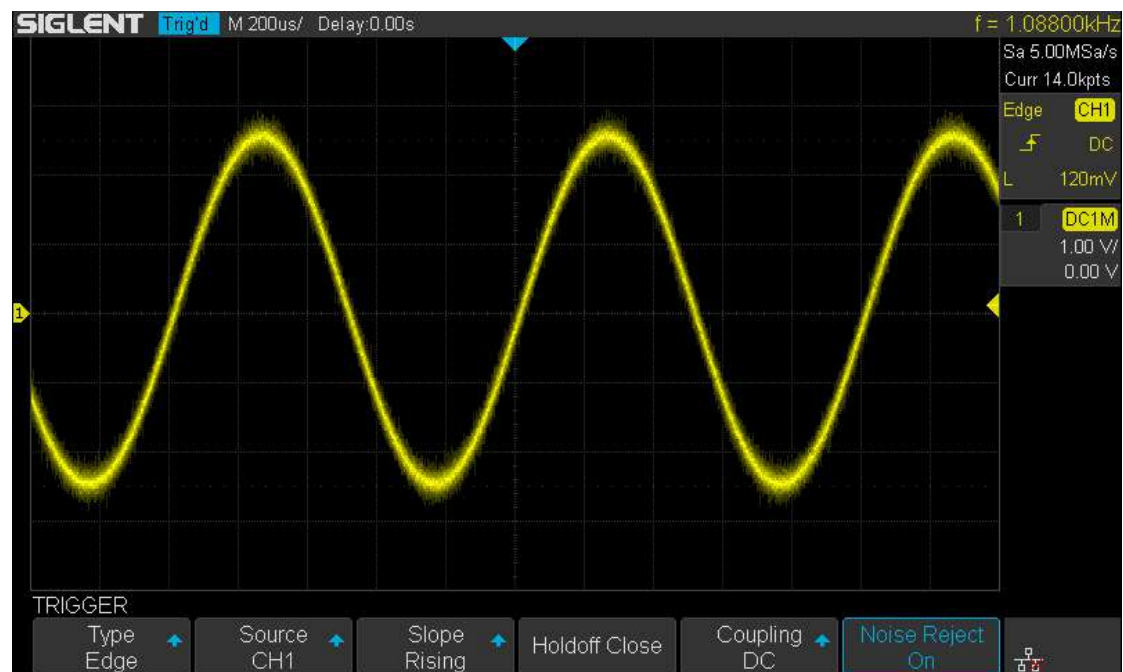 SIGLENT Trig'd M 200us/ Delay:0.00s f = 1.08800kHz
Sa 5.00MSa/s
Curr 14.0kpts
Edge CH1
DC
L 120mV
1 DC1M
1.00 V/
0.00 V
1
TRIGGER
Type Source Slope Holdoff Close Coupling Noise Reject
Edge CH1 Rising DC On